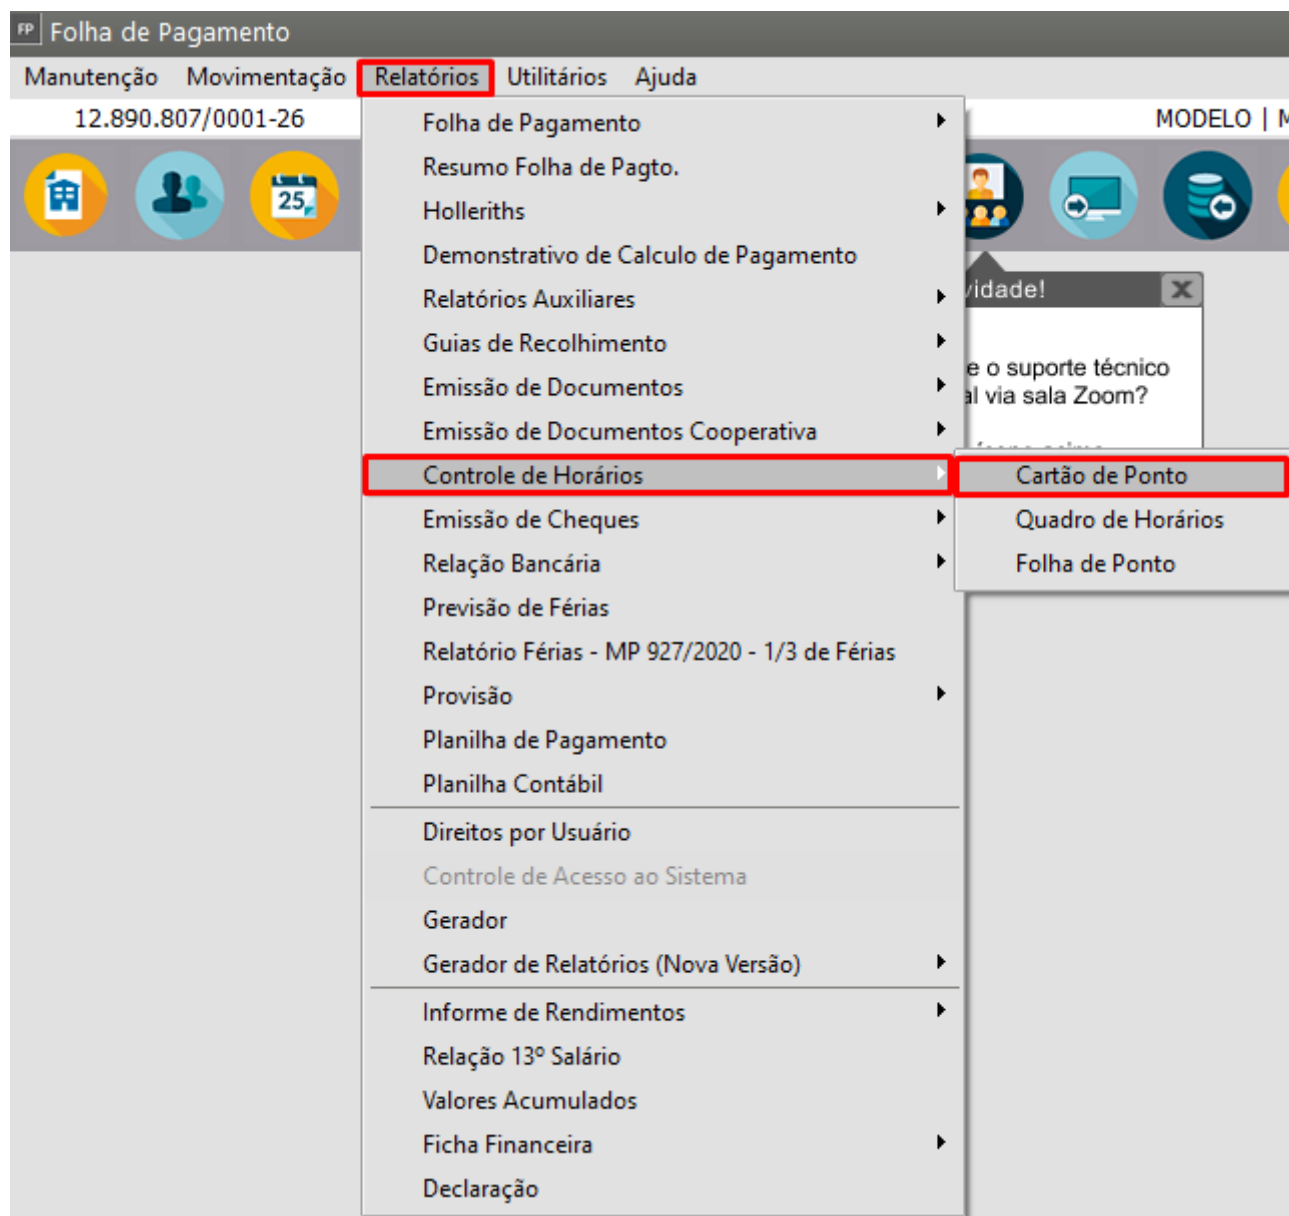 FP Folha de Pagamento
Manutenção Movimentação Relatórios Utilitários Ajuda
12.890.807/0001-26 MODELO |
25
Folha de Pagamento
Resumo Folha de Pagto.
Holleriths
Demonstrativo de Calculo de Pagamento
Relatórios Auxiliares
Guias de Recolhimento
Emissão de Documentos
Emissão de Documentos Cooperativa
Controle de Horários
Emissão de Cheques
Relação Bancária
Previsão de Férias
Relatório Férias - MP 927/2020 - 1/3 de Férias
Provisão
Planilha de Pagamento
Planilha Contábil
Direitos por Usuário
Controle de Acesso ao Sistema
Gerador
Gerador de Relatórios (Nova Versão)
Informe de Rendimentos
Relação 13º Salário
Valores Acumulados
Ficha Financeira
Declaração
vidade!
e o suporte técnico
al via sala Zoom?
Cartão de Ponto
Quadro de Horários
Folha de Ponto